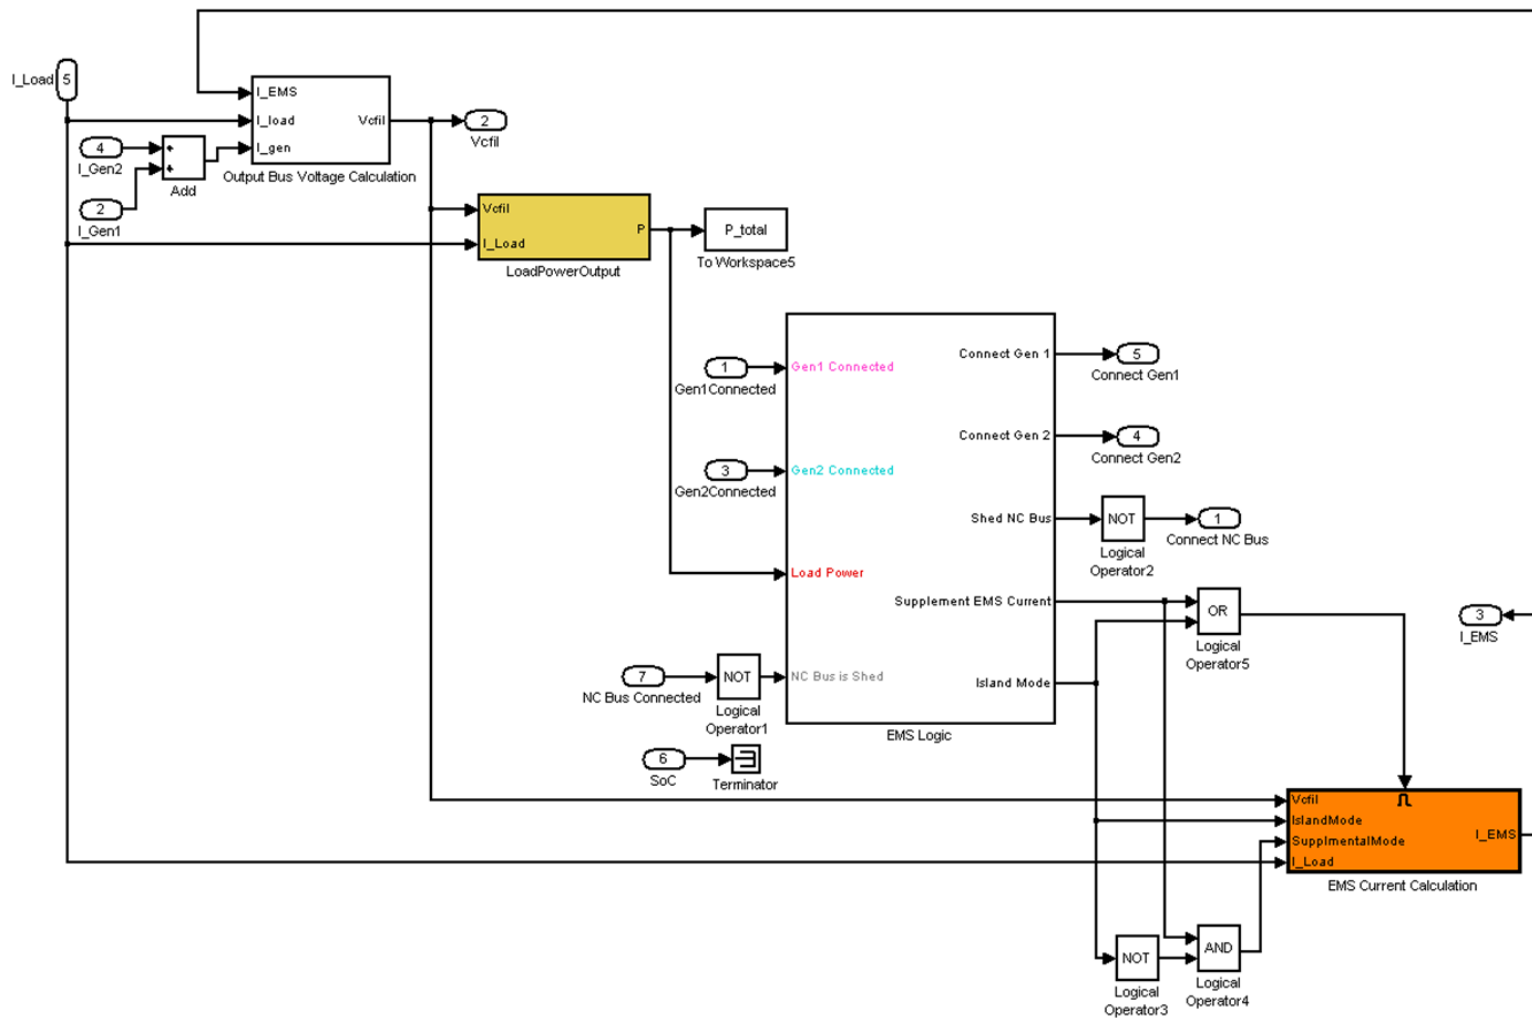 I_Load
5
I_EMS
I_load
I_gen
Vcfil
Output Bus Voltage Calculation
2
Vcfil
4
I_Gen2
+
+
Add
2
I_Gen1
Vcfil
I_Load
P
LoadPowerOutput
P_total
To Workspace5
1
Gen1Connected
Gen1 Connected
Connect Gen 1
5
Connect Gen1
3
Gen2Connected
Gen2 Connected
Connect Gen 2
4
Connect Gen2
Shed NC Bus
NOT
Logical
Operator2
1
Connect NC Bus
Load Power
Supplement EMS Current
OR
Logical
Operator5
3
I_EMS
7
NC Bus Connected
NOT
Logical
Operator1
NC Bus is Shed
Island Mode
EMS Logic
6
SoC
Terminator
Vcfil
IslandMode
SupplmentalMode
I_Load
I_EMS
EMS Current Calculation
NOT
Logical
Operator3
AND
Logical
Operator4